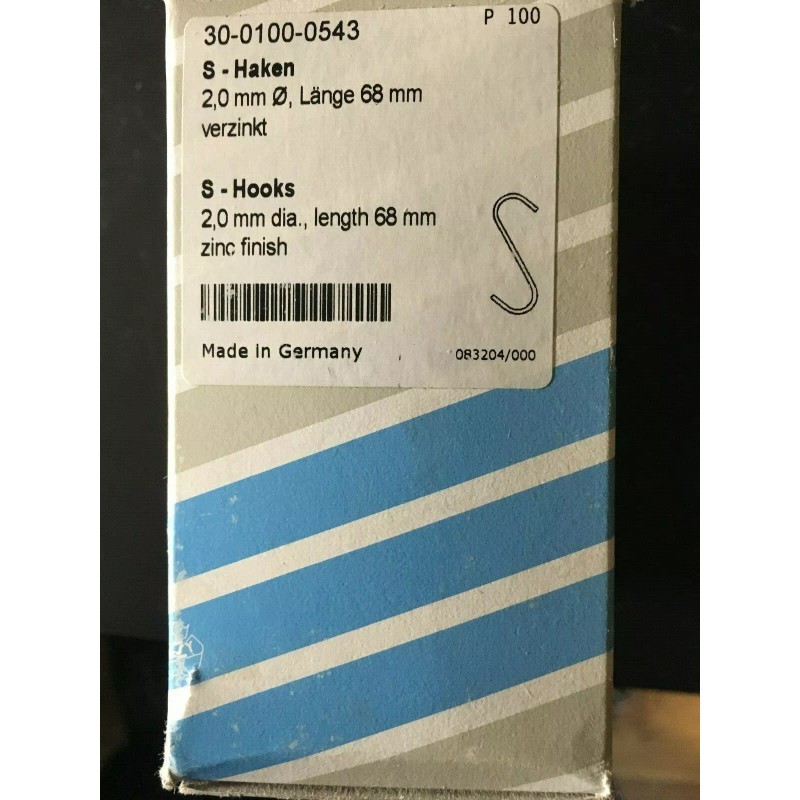 P 100
30-0100-0543
S - Haken
2,0 mm Ø, Länge 68 mm
verzinkt
S - Hooks
2,0 mm dia., length 68 mm
zinc finish
Made in Germany
083204/000